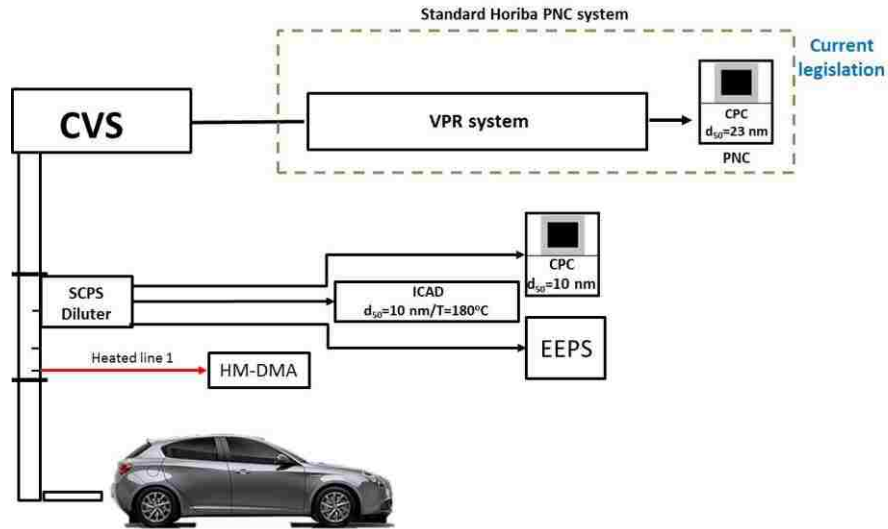 Standard Horiba PNC system
Current
legislation
CVS
VPR system
CPC
d₅₀=23 nm
PNC
SCPS
Diluter
CPC
d₅₀=10 nm
ICAD
d₅₀=10 nm/T=180°C
EEPS
Heated line 1
HM-DMA